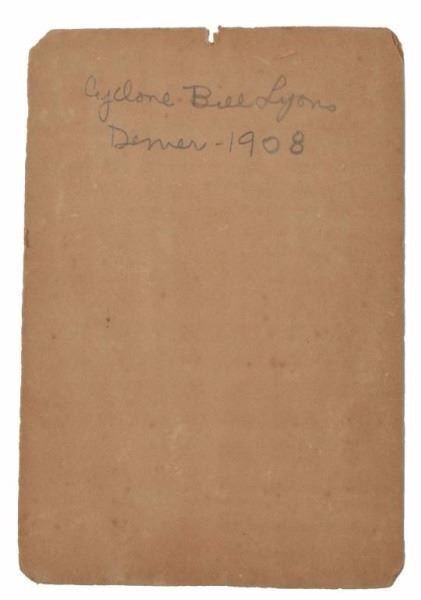 Cyclone Bill Lyons
Denver - 1908